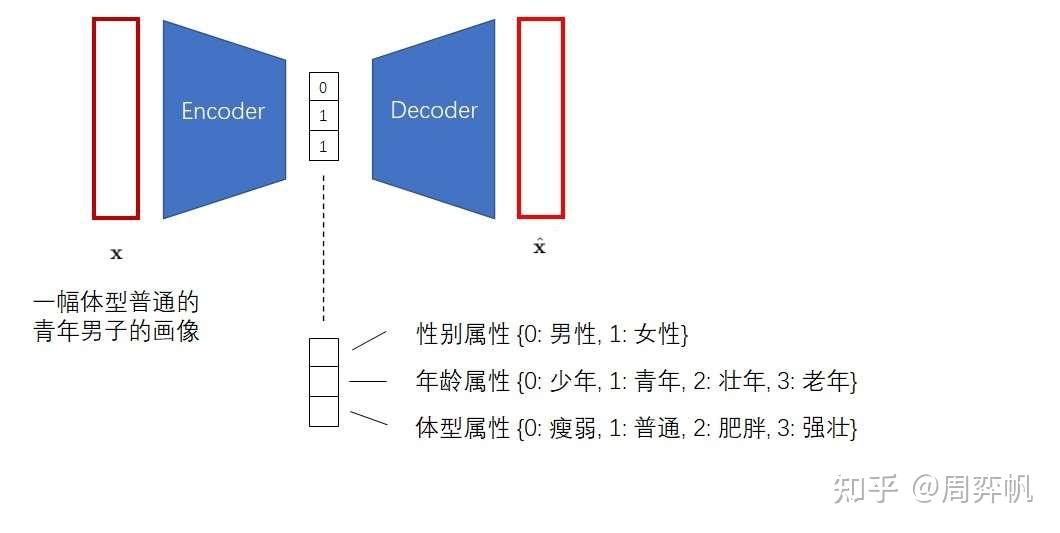 Encoder
0
1
1
Decoder
x
x̂
一幅体型普通的
青年男子的画像
性别属性 {0: 男性, 1: 女性}
年龄属性 {0: 少年, 1: 青年, 2: 壮年, 3: 老年}
体型属性 {0: 瘦弱, 1: 普通, 2: 肥胖, 3: 强壮}
知乎 @周弈帆